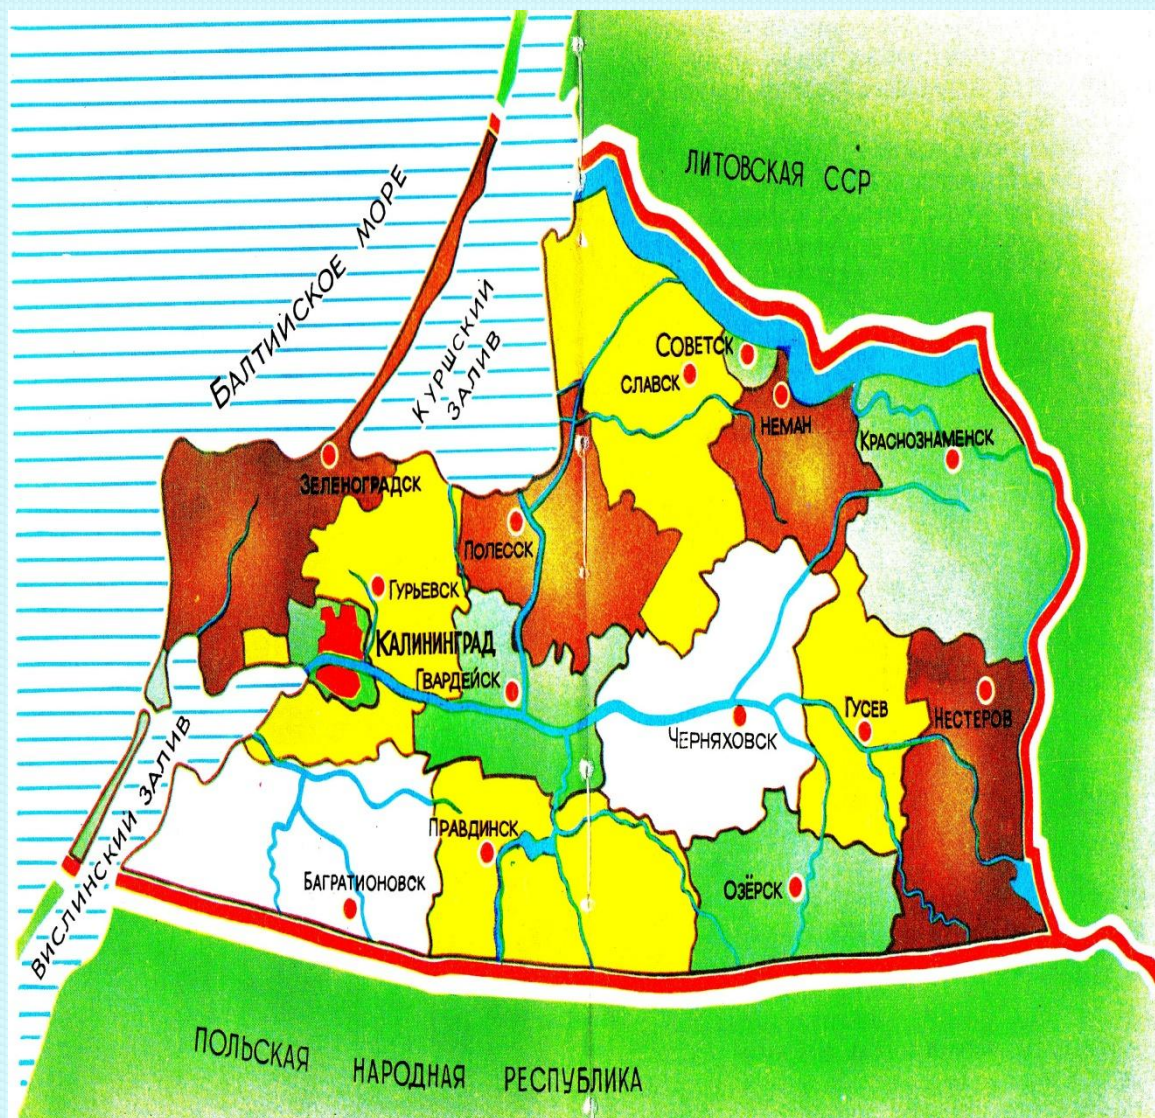 ЛИТОВСКАЯ ССР
БАЛТИЙСКОЕ МОРЕ
КУРШСКИЙ
ЗАЛИВ
СОВЕТСК
СЛАВСК
НЕМАН
КРАСНОЗНАМЕНСК
ЗЕЛЕНОГРАДСК
ПОЛЕССК
ГУРЬЕВСК
КАЛИНИНГРАД
ГВАРДЕЙСК
ЧЕРНЯХОВСК
ГУСЕВ
НЕСТЕРОВ
ВИСЛИНСКИЙ ЗАЛИВ
ПРАВДИНСК
БАГРАТИОНОВСК
ОЗЁРСК
ПОЛЬСКАЯ НАРОДНАЯ РЕСПУБЛИКА